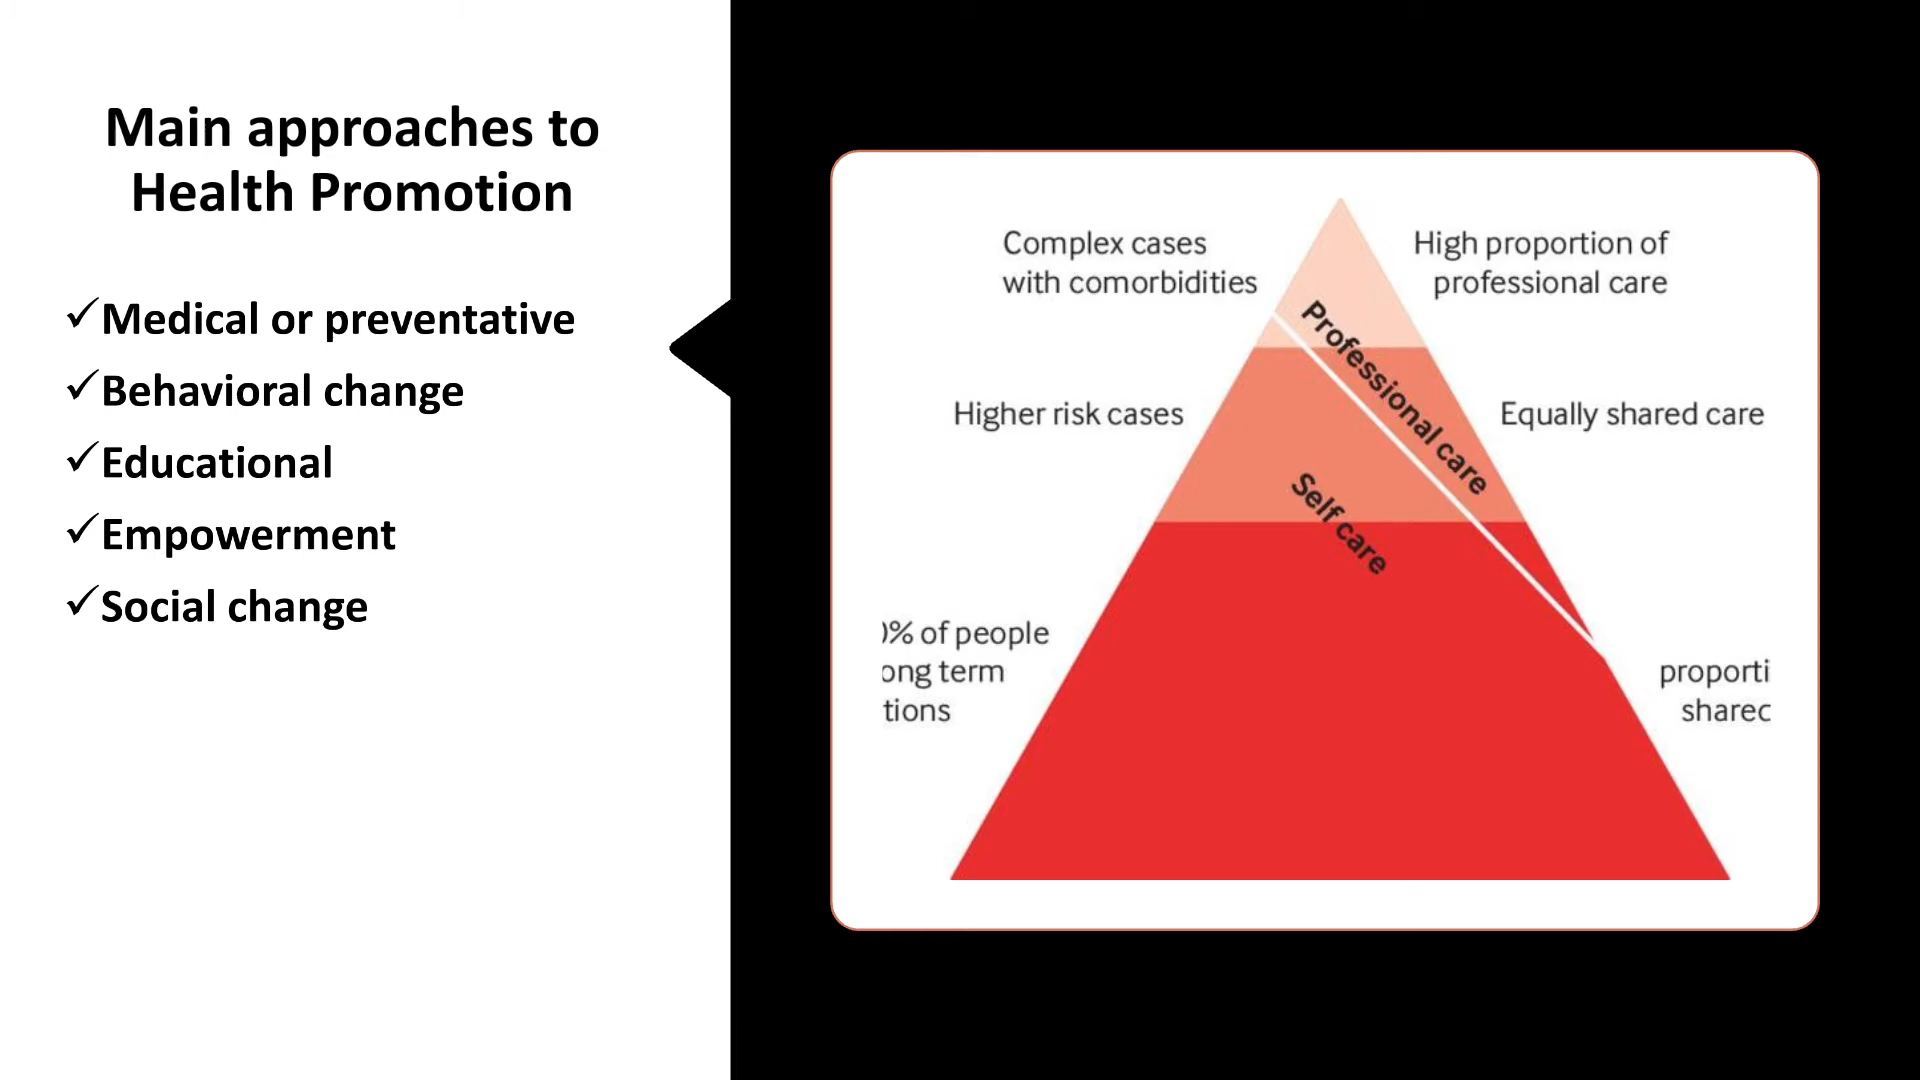 Main approaches to
Health Promotion
✓Medical or preventative
✓Behavioral change
✓Educational
✓Empowerment
✓Social change
Complex cases
with comorbidities
High proportion of
professional care
Professional care
Higher risk cases
Equally shared care
Self care
0% of people
ong term
tions
proporti